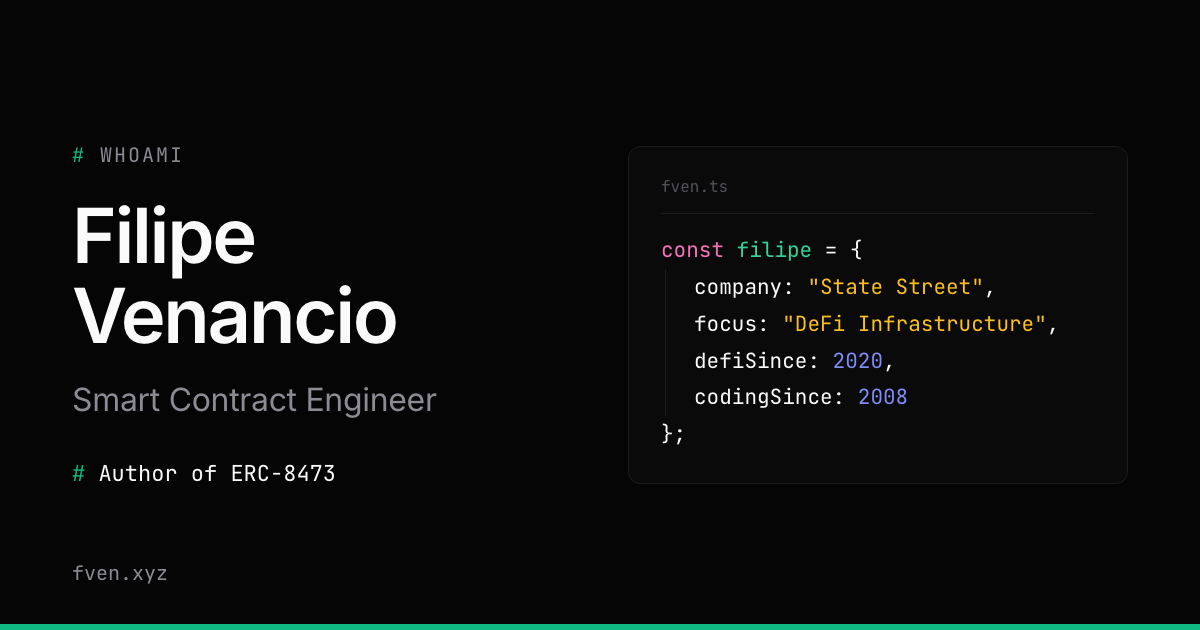 # WHOAMI
Filipe
Venancio
Smart Contract Engineer
# Author of ERC-8473
fven.xyz
fven.ts
const filipe = {
company: "State Street",
focus: "DeFi Infrastructure",
defiSince: 2020,
codingSince: 2008
};